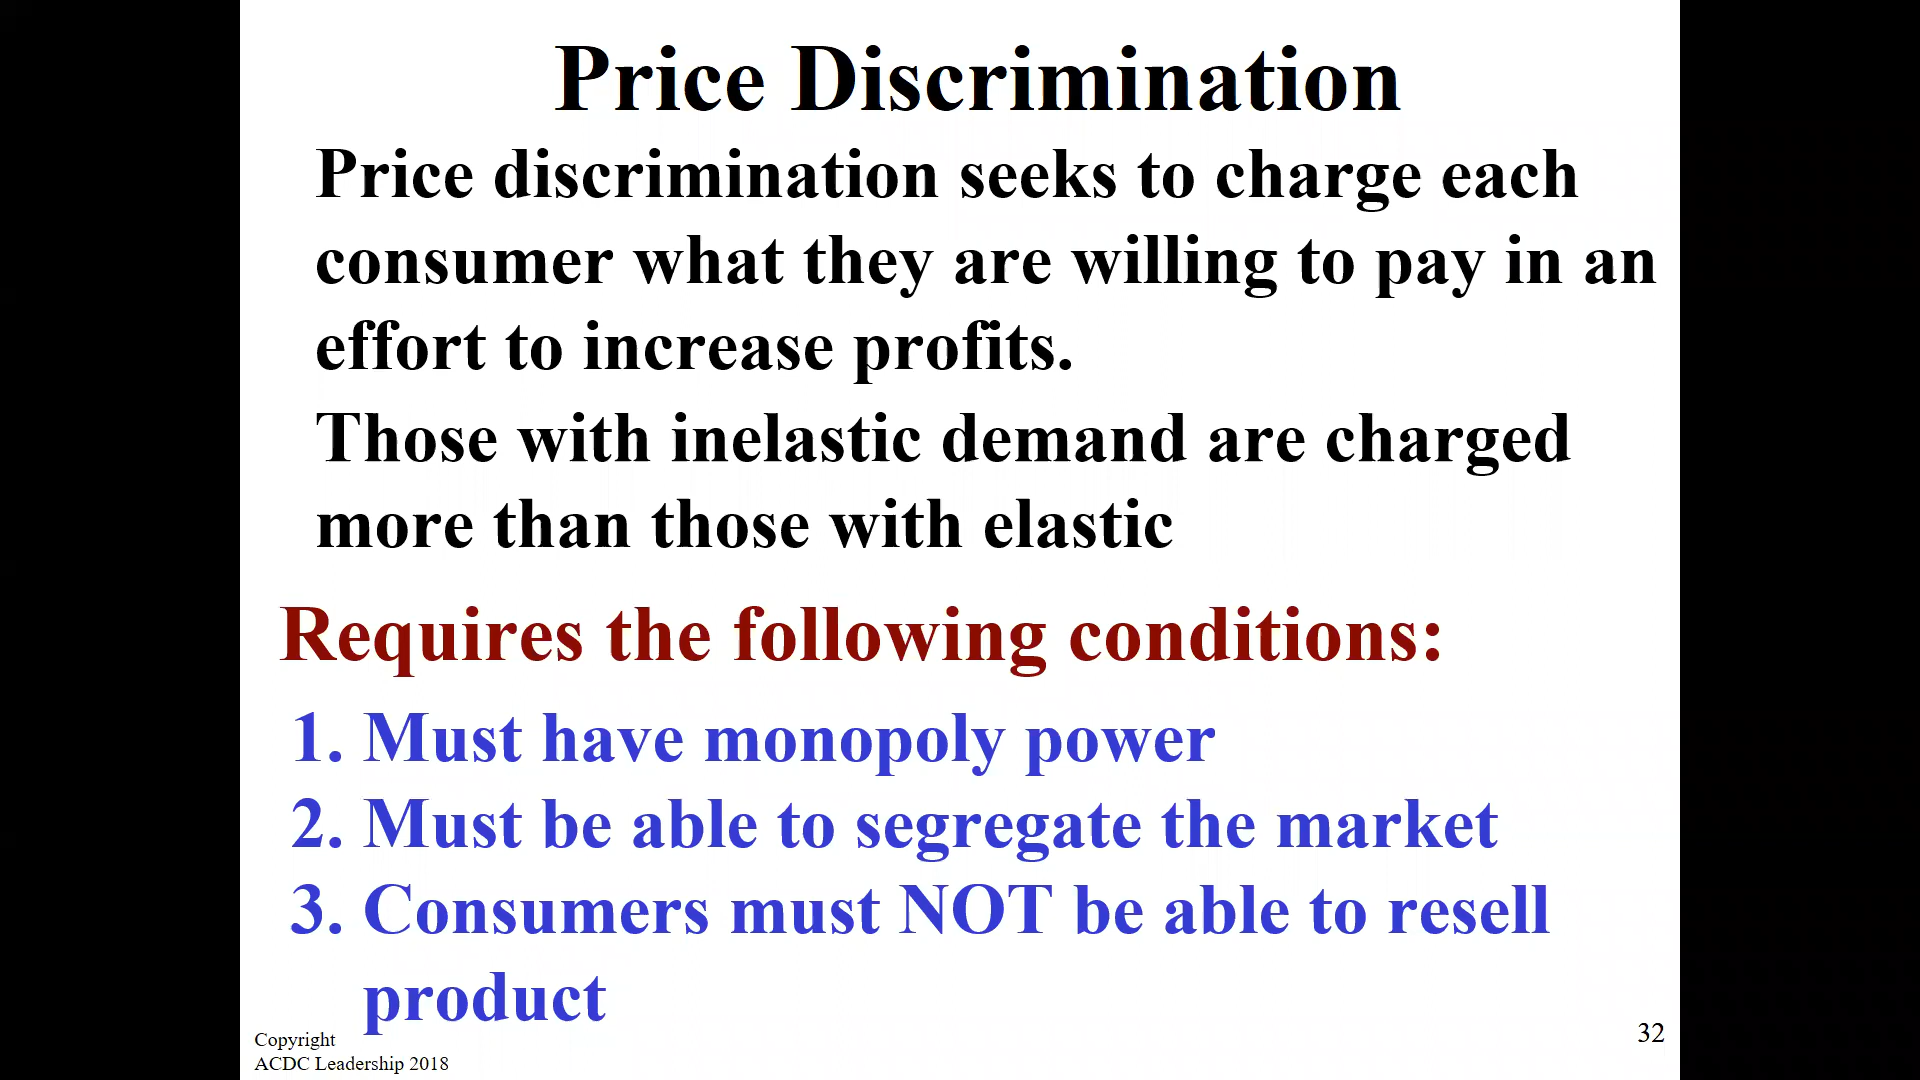 Price Discrimination
Price discrimination seeks to charge each
consumer what they are willing to pay in an
effort to increase profits.
Those with inelastic demand are charged
more than those with elastic
Requires the following conditions:
1. Must have monopoly power
2. Must be able to segregate the market
3. Consumers must NOT be able to resell
product
Copyright
ACDC Leadership 2018
32